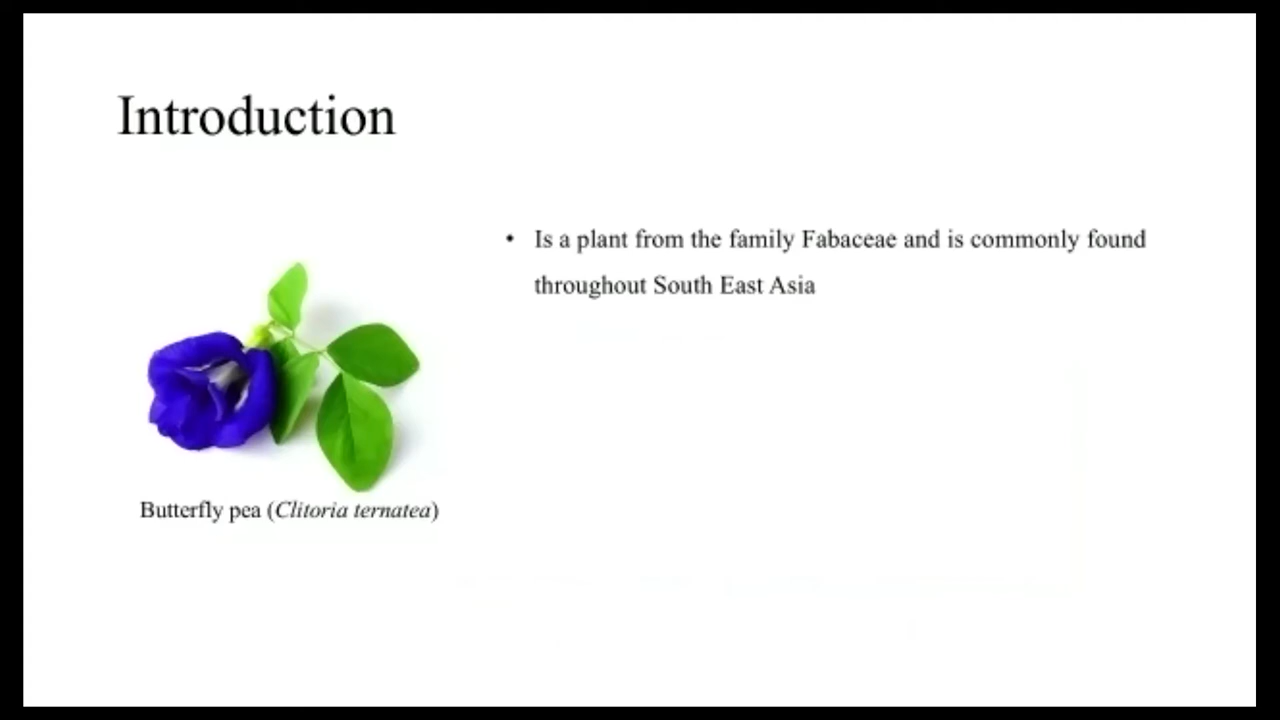 Introduction
• Is a plant from the family Fabaceae and is commonly found
throughout South East Asia
Butterfly pea (Clitoria ternatea)